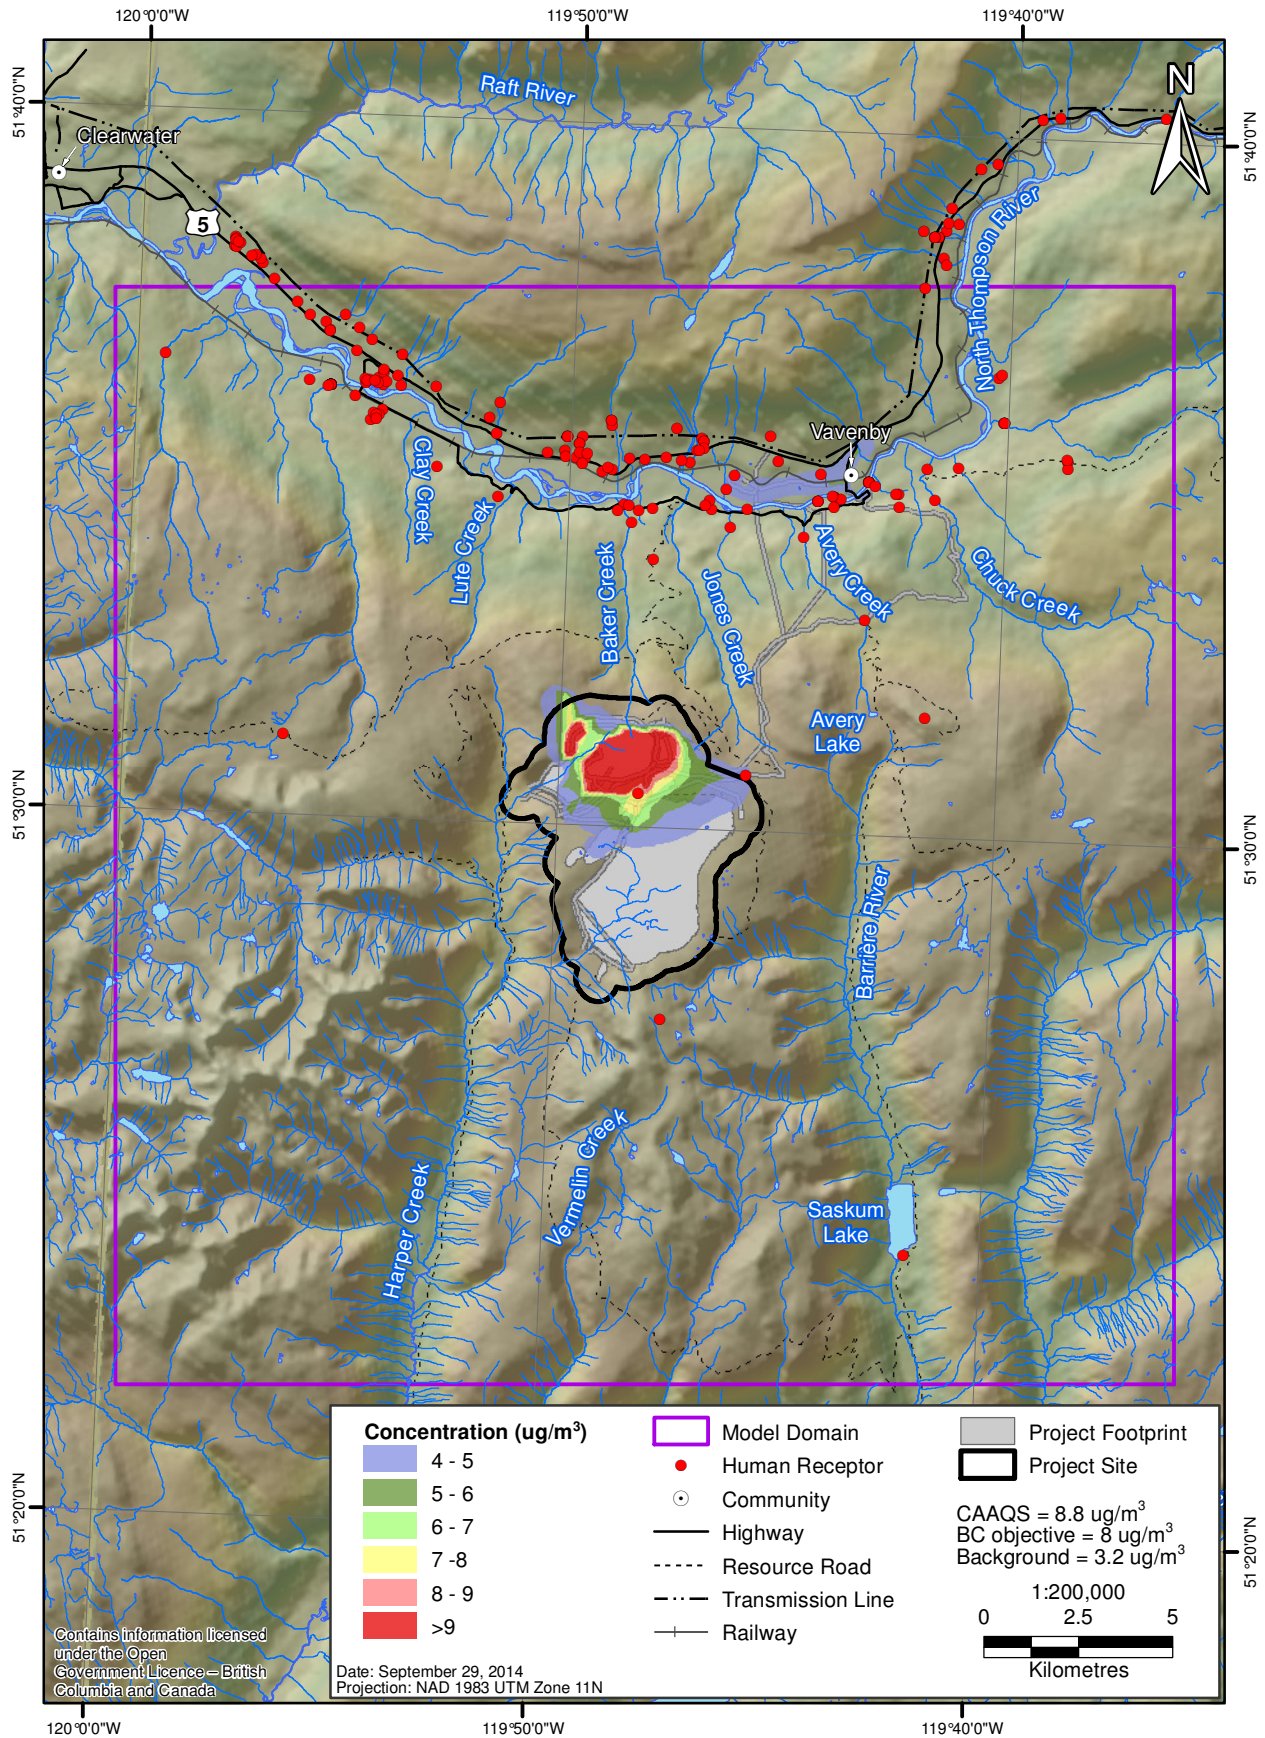 120°0'0"W
119°50'0"W
119°40'0"W
51°40'0"N
51°40'0"N
51°30'0"N
51°30'0"N
51°20'0"N
51°20'0"N
N
Raft River
Clearwater
5
North Thompson River
Vavenby
Clay Creek
Lute Creek
Baker Creek
Jones Creek
Avery Creek
Chuck Creek
Avery
Lake
Barrière River
Harper Creek
Vermelin Creek
Saskum
Lake
Concentration (ug/m³)
4 - 5
5 - 6
6 - 7
7 -8
8 - 9
>9
Model Domain
Human Receptor
Community
Highway
Resource Road
Transmission Line
Railway
Project Footprint
Project Site
CAAQS = 8.8 ug/m³
BC objective = 8 ug/m³
Background = 3.2 ug/m³
1:200,000
0 2.5 5
Kilometres
Date: September 29, 2014
Projection: NAD 1983 UTM Zone 11N
Contains information licensed
under the Open
Government Licence – British
Columbia and Canada
120°0'0"W
119°50'0"W
119°40'0"W